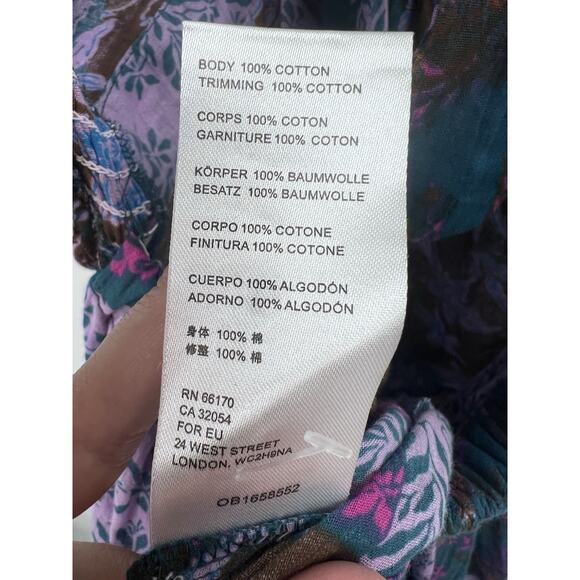 BODY 100% COTTON
TRIMMING 100% COTTON
CORPS 100% COTON
GARNITURE 100% COTON
KÖRPER 100% BAUMWOLLE
BESATZ 100% BAUMWOLLE
CORPO 100% COTONE
FINITURA 100% COTONE
CUERPO 100% ALGODÓN
ADORNO 100% ALGODÓN
身体 100% 棉
修整 100% 棉
RN 66170
CA 32054
FOR EU
24 WEST STREET
LONDON, WC2H9NA
OB1658552